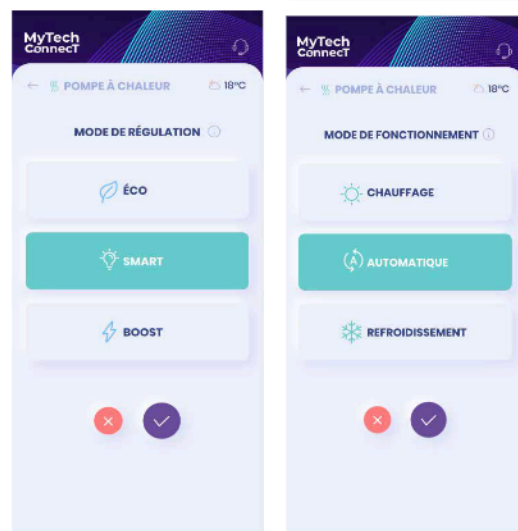 MyTech
ConnecT
← POMPE À CHALEUR 18°C
MODE DE RÉGULATION
ÉCO
SMART
BOOST
MyTech
ConnecT
← POMPE À CHALEUR 18°C
MODE DE FONCTIONNEMENT
CHAUFFAGE
A AUTOMATIQUE
REFROIDISSEMENT